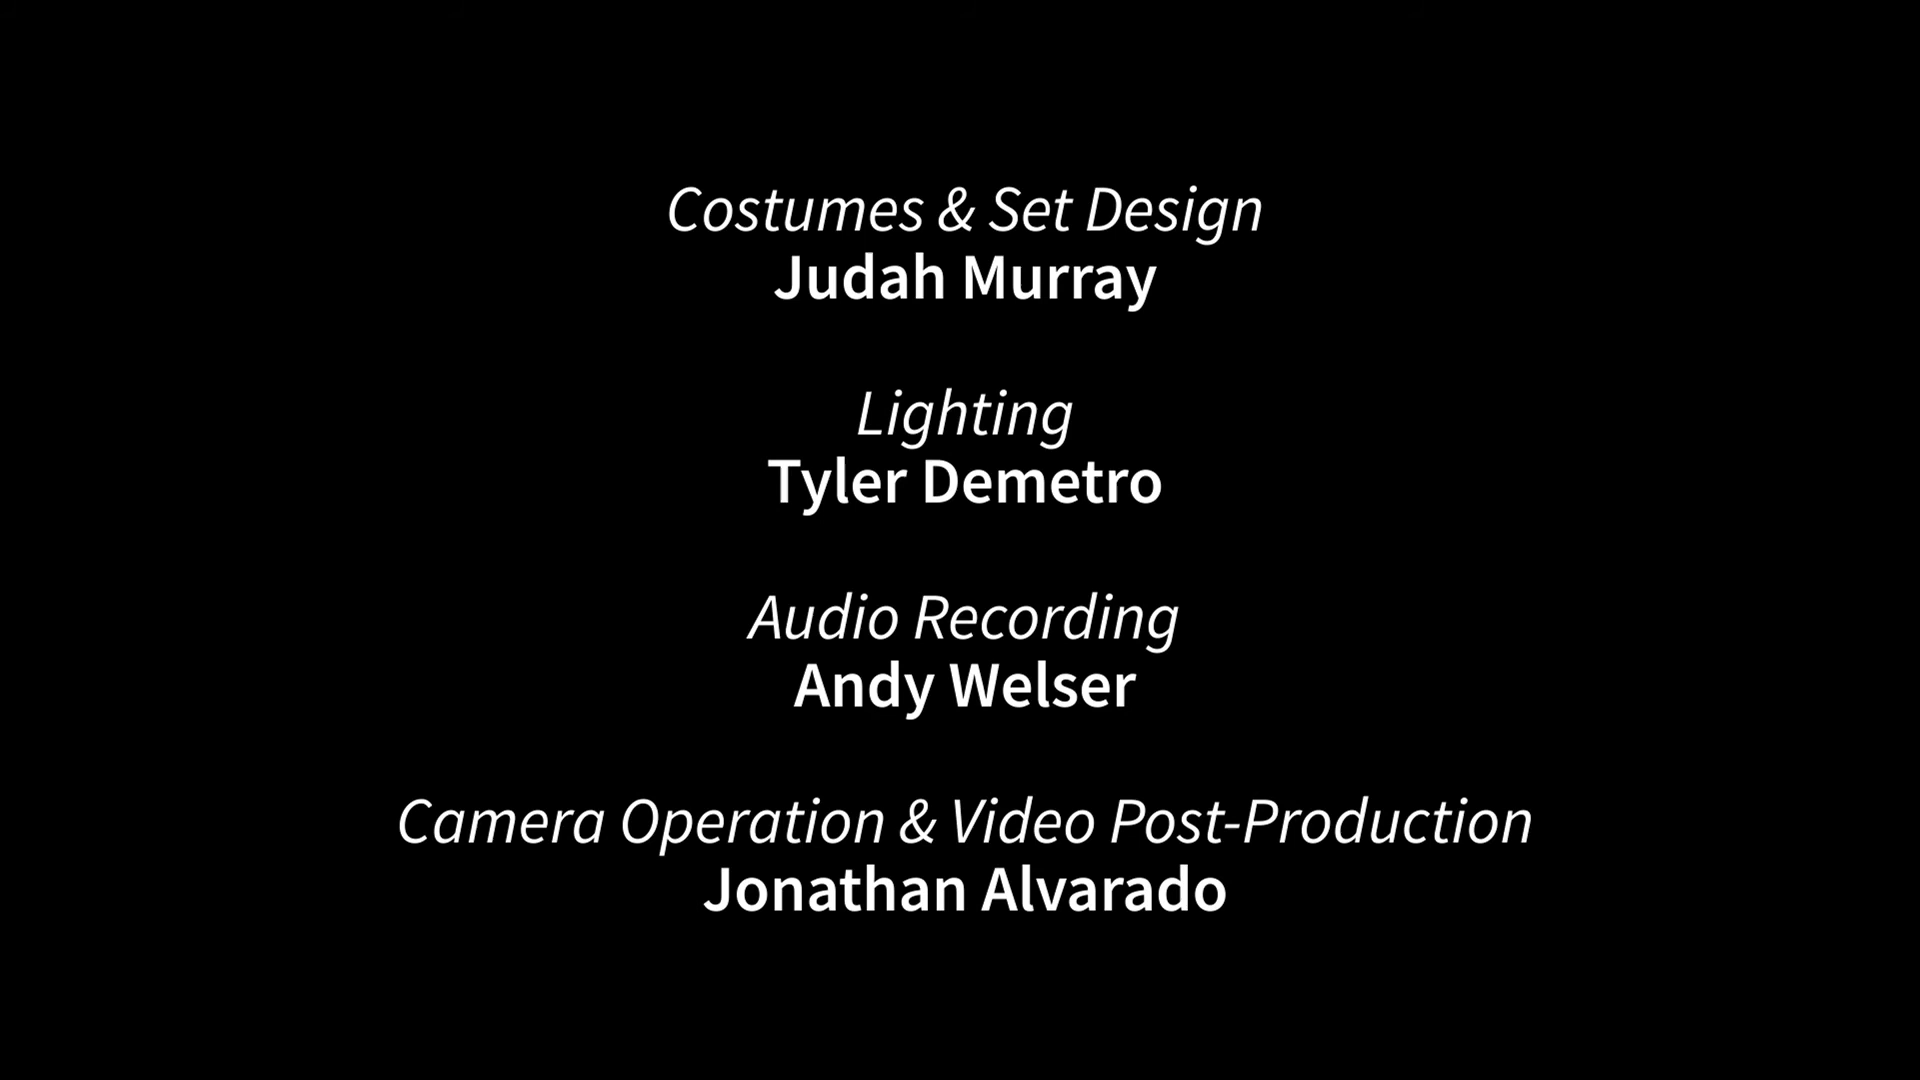 Costumes & Set Design
Judah Murray
Lighting
Tyler Demetro
Audio Recording
Andy Welser
Camera Operation & Video Post-Production
Jonathan Alvarado